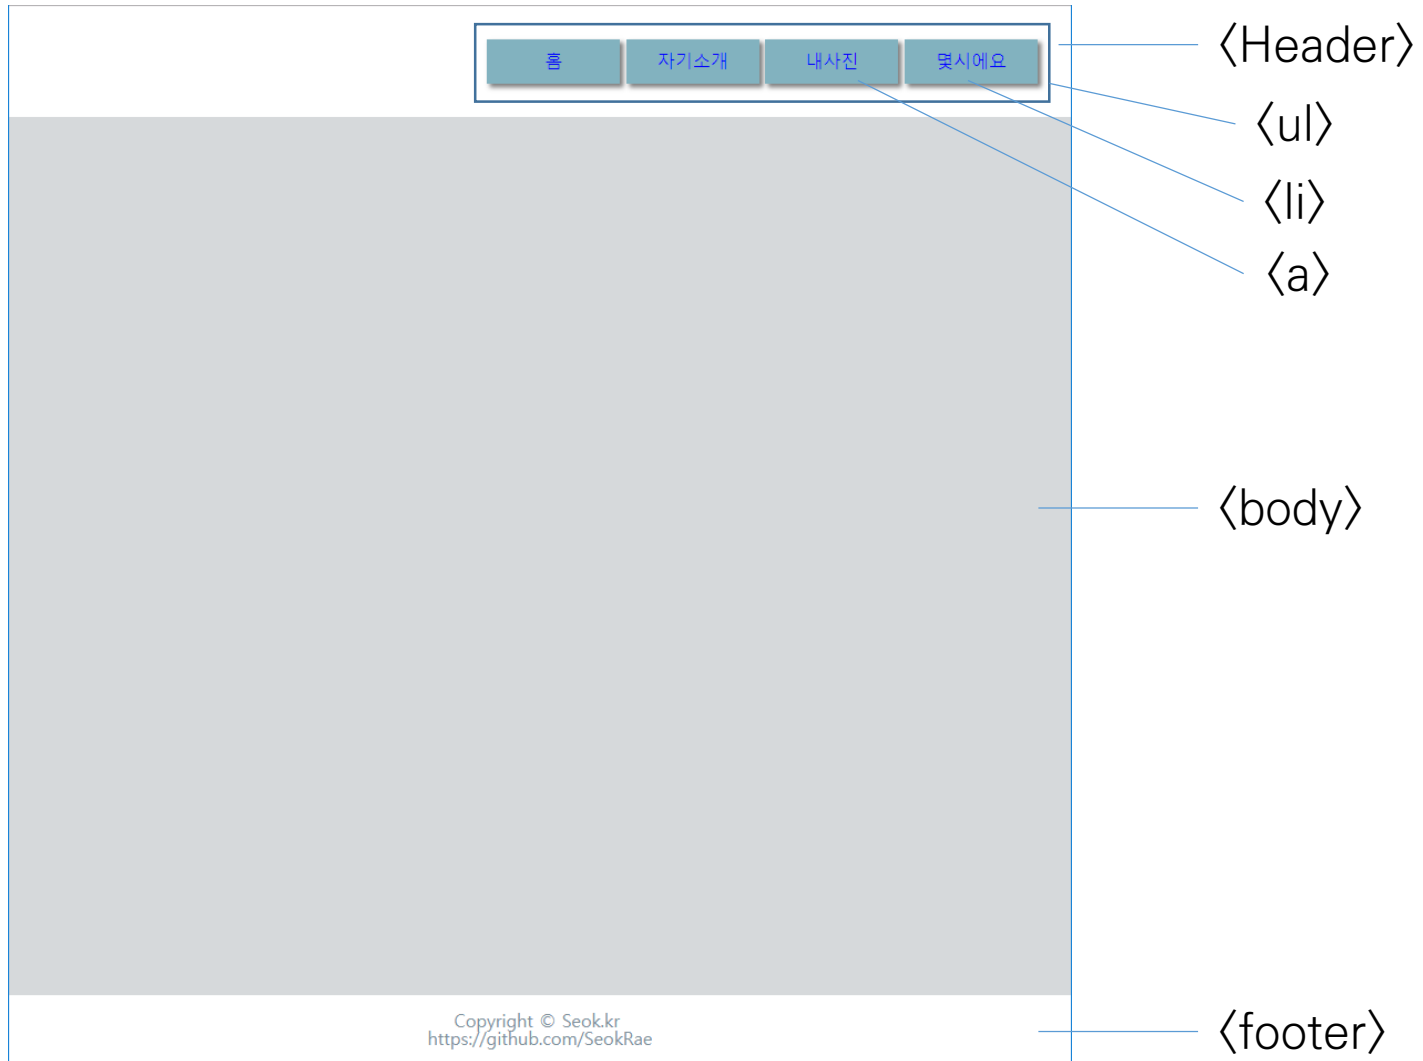 홈 자기소개 내사진 몇시에요
〈Header〉
〈ul〉
〈li〉
〈a〉
〈body〉
Copyright © Seok.kr
https://github.com/SeokRae
〈footer〉